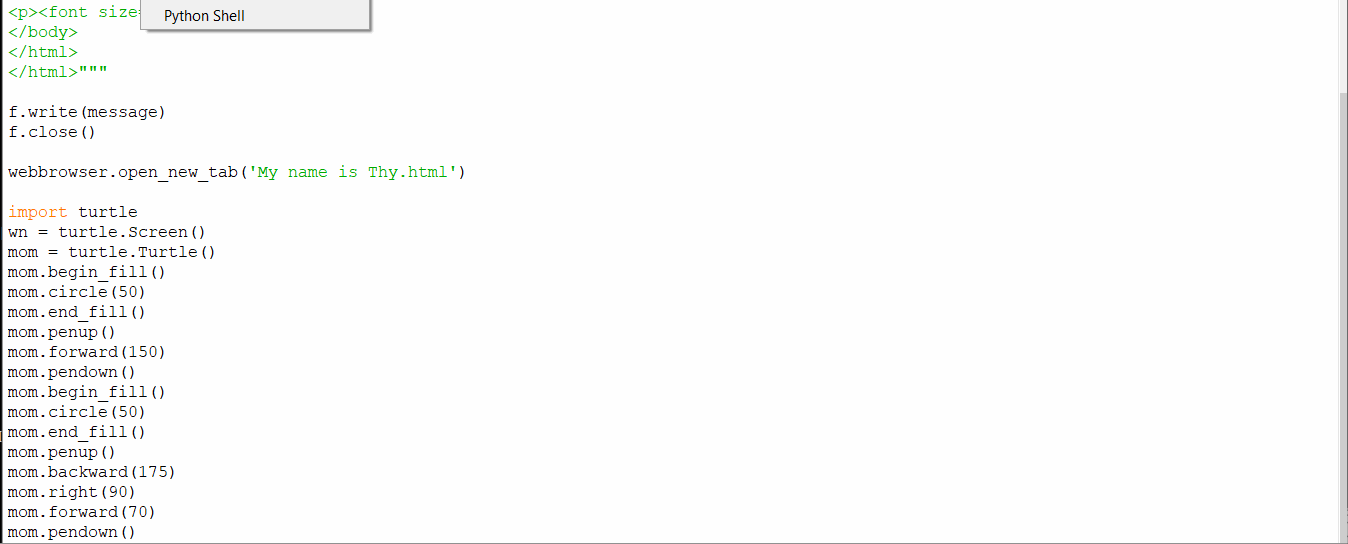 <p><font size=
Python Shell
</body>
</html>
</html>"""
f.write(message)
f.close()
webbrowser.open_new_tab('My name is Thy.html')
import turtle
wn = turtle.Screen()
mom = turtle.Turtle()
mom.begin_fill()
mom.circle(50)
mom.end_fill()
mom.penup()
mom.forward(150)
mom.pendown()
mom.begin_fill()
mom.circle(50)
mom.end_fill()
mom.penup()
mom.backward(175)
mom.right(90)
mom.forward(70)
mom.pendown()